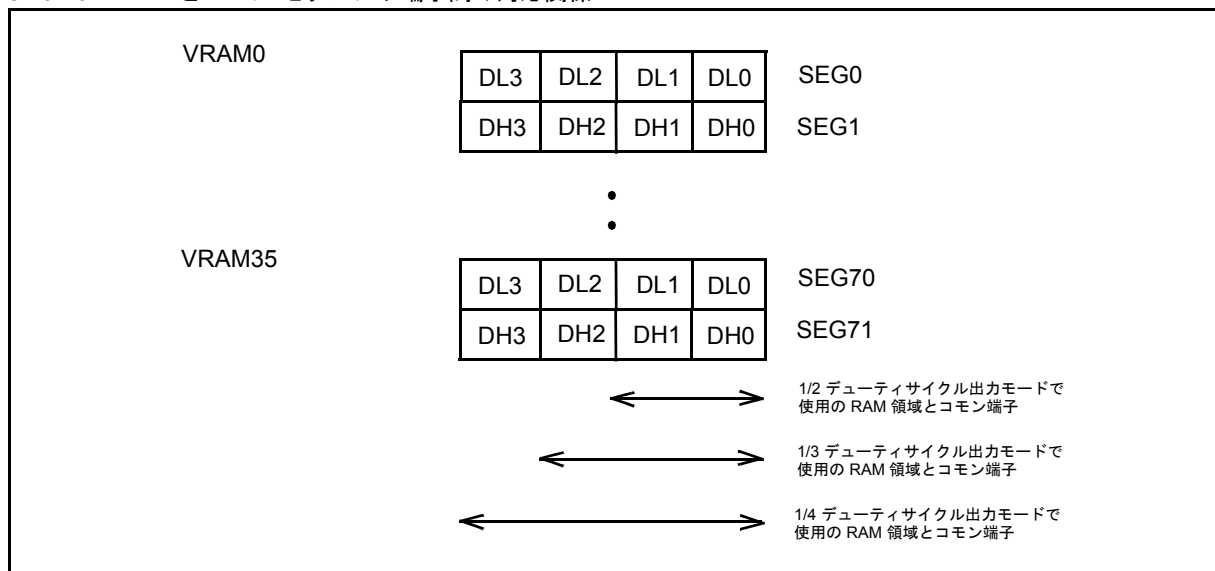 VRAM0
DL3 DL2 DL1 DL0 SEG0
DH3 DH2 DH1 DH0 SEG1
VRAM35
DL3 DL2 DL1 DL0 SEG70
DH3 DH2 DH1 DH0 SEG71
1/2 デューティサイクル出力モードで
使用の RAM 領域とコモン端子
1/3 デューティサイクル出力モードで
使用の RAM 領域とコモン端子
1/4 デューティサイクル出力モードで
使用の RAM 領域とコモン端子